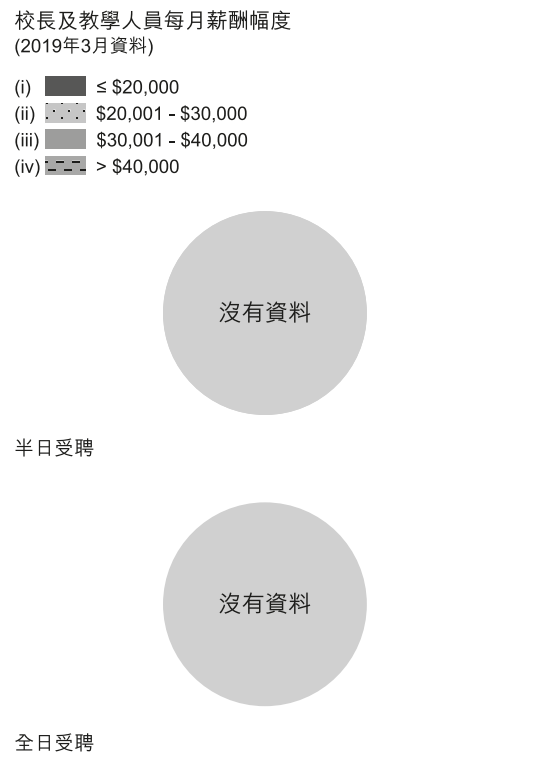 校長及教學人員每月薪酬幅度
(2019年3月資料)
(i) ≤ $20,000
(ii) $20,001 - $30,000
(iii) $30,001 - $40,000
(iv) > $40,000
沒有資料
半日受聘
沒有資料
全日受聘